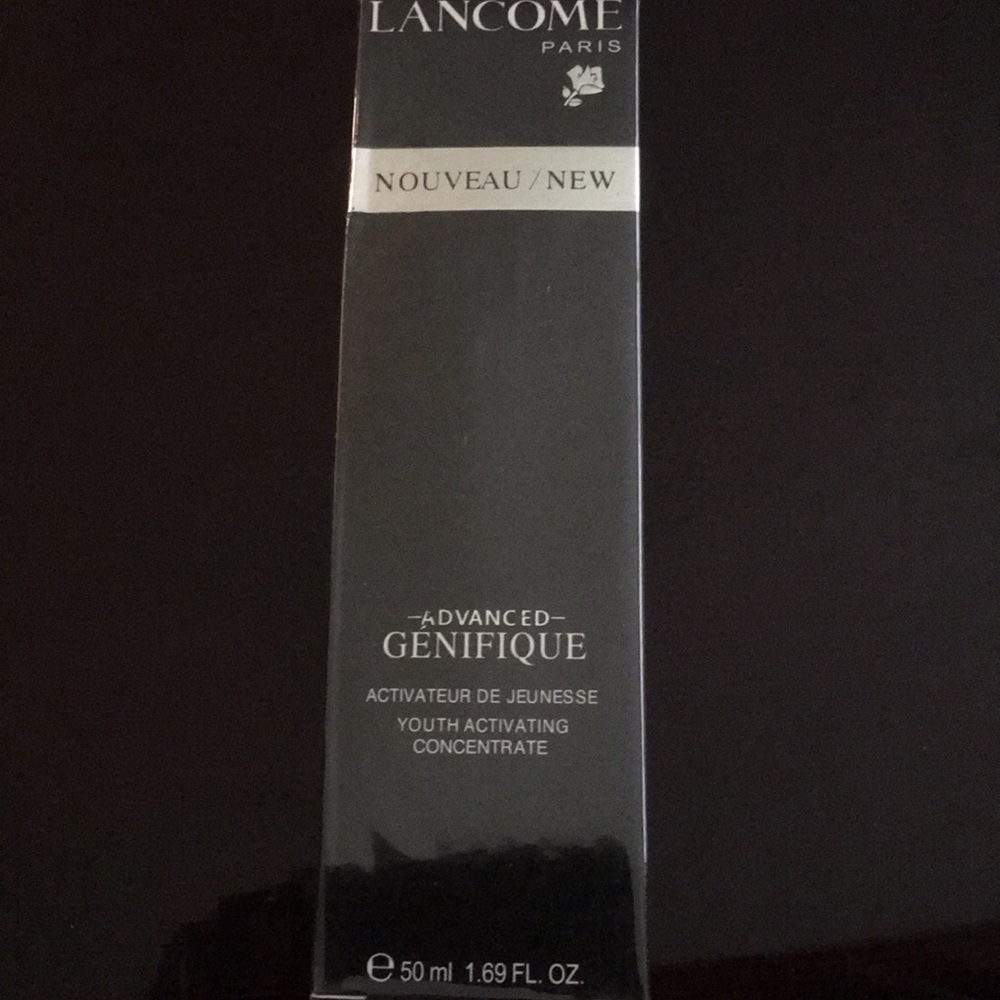 LANCOME
PARIS
NOUVEAU / NEW
ADVANCED
GÉNIFIQUE
ACTIVATEUR DE JEUNESSE
YOUTH ACTIVATING
CONCENTRATE
e 50 ml 1.69 FL. OZ.